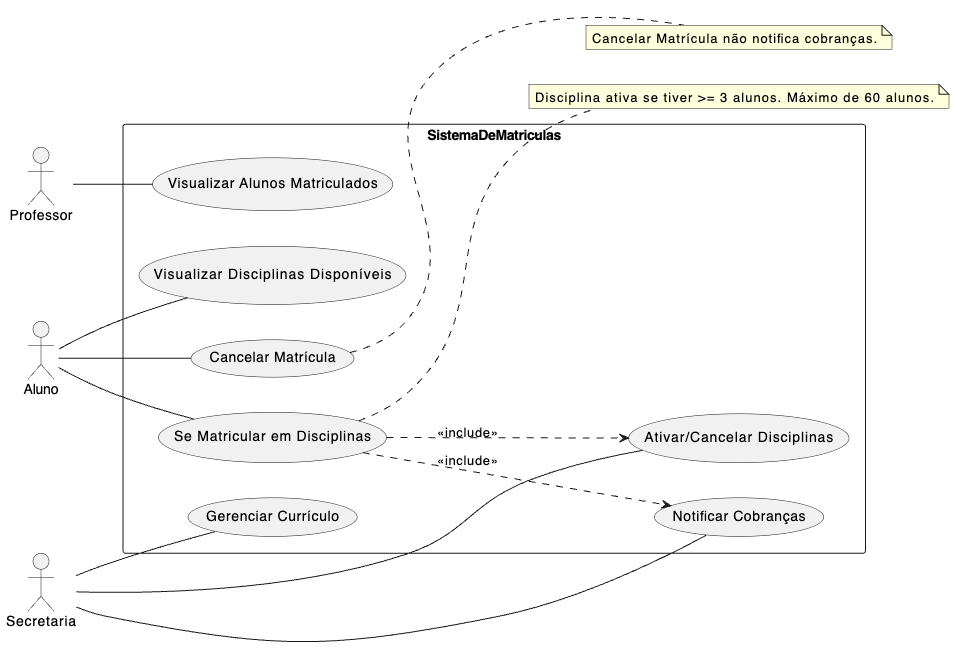 Cancelar Matrícula não notifica cobranças.
Disciplina ativa se tiver >= 3 alunos. Máximo de 60 alunos.
SistemaDeMatriculas
Professor
Visualizar Alunos Matriculados
Visualizar Disciplinas Disponíveis
Aluno
Cancelar Matrícula
Se Matricular em Disciplinas
«include»
Ativar/Cancelar Disciplinas
«include»
Gerenciar Currículo
Notificar Cobranças
Secretaria